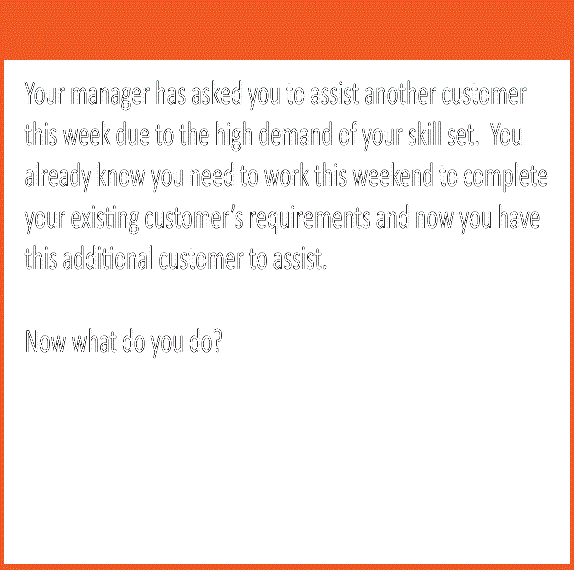 Your manager has asked you to assist another customer
this week due to the high demand of your skill set.  You
already know you need to work this weekend to complete
your existing customer's requirements and now you have
this additional customer to assist.
Now what do you do?